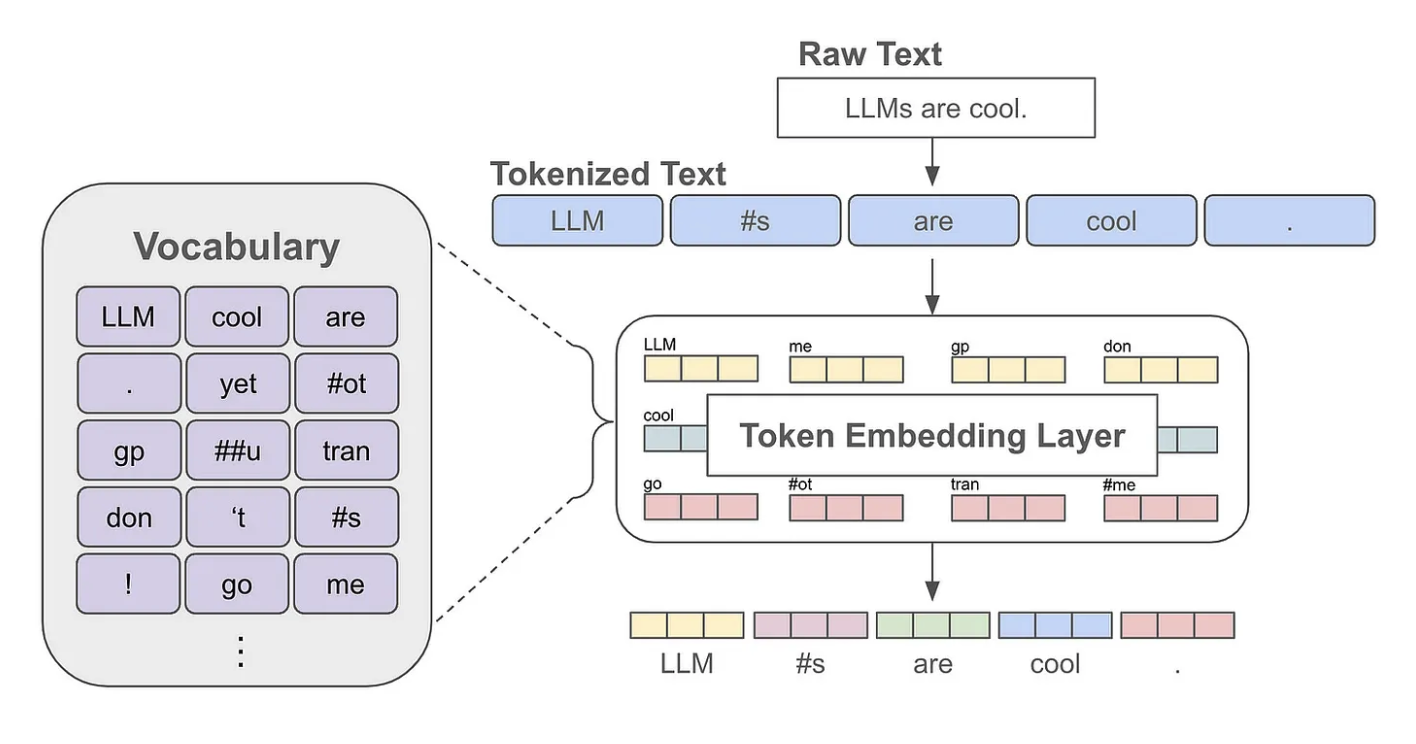 Raw Text
LLMs are cool.
Tokenized Text
LLM #s are cool .
Vocabulary
LLM cool are
. yet #ot
gp ##u tran
don ‘t #s
! go me
⋮
LLM me gp don
cool
Token Embedding Layer
go #ot tran #me
LLM #s are cool .